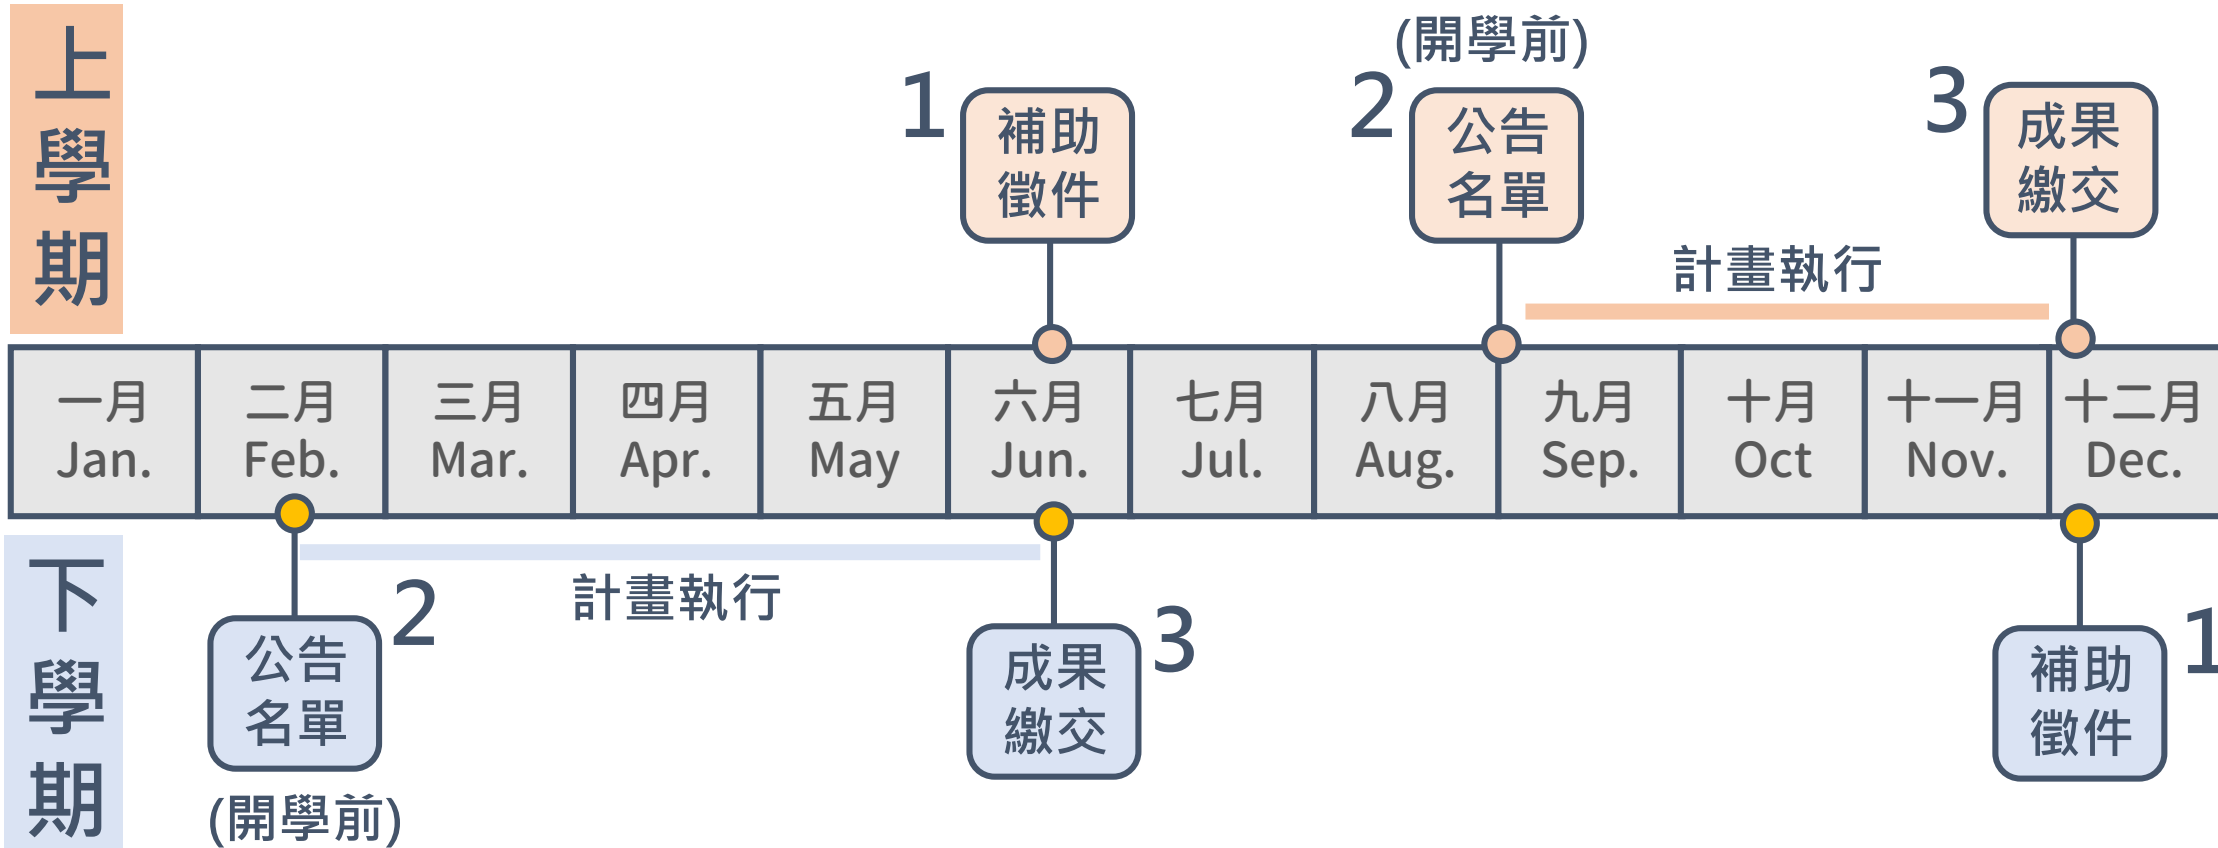 上學期
1
補助
徵件
(開學前)
2
公告
名單
3
成果
繳交
計畫執行
一月 二月 三月 四月 五月 六月 七月 八月 九月 十月 十一月 十二月
Jan. Feb. Mar. Apr. May Jun. Jul. Aug. Sep. Oct Nov. Dec.
下學期
2
公告
名單
(開學前)
計畫執行
3
成果
繳交
1
補助
徵件